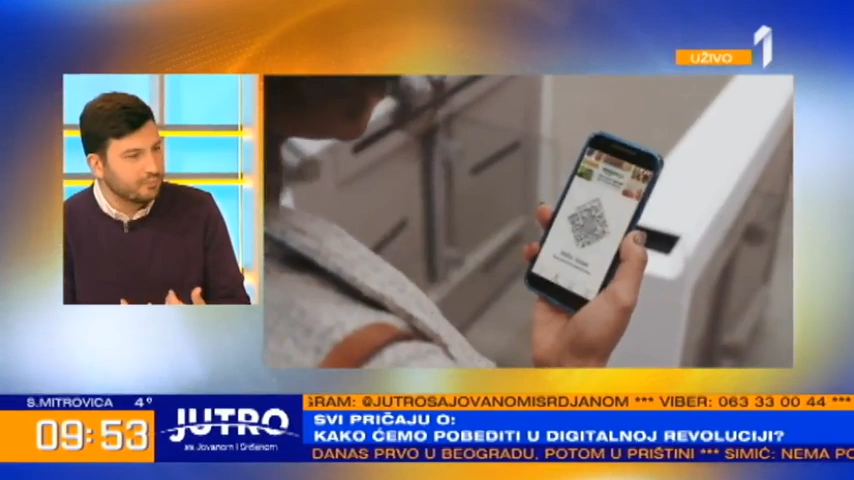 1
UŽIVO
S.MITROVICA 4°
GRAM: @JUTROSAJOVANOMISRDJANOM *** VIBER: 063 33 00 44 ***
09:53
JUTRO
sa Jovanom i Srđanom
SVI PRIČAJU O:
KAKO ĆEMO POBEDITI U DIGITALNOJ REVOLUCIJI?
DANAS PRVO U BEOGRADU, POTOM U PRIŠTINI *** SIMIĆ: NEMA PO